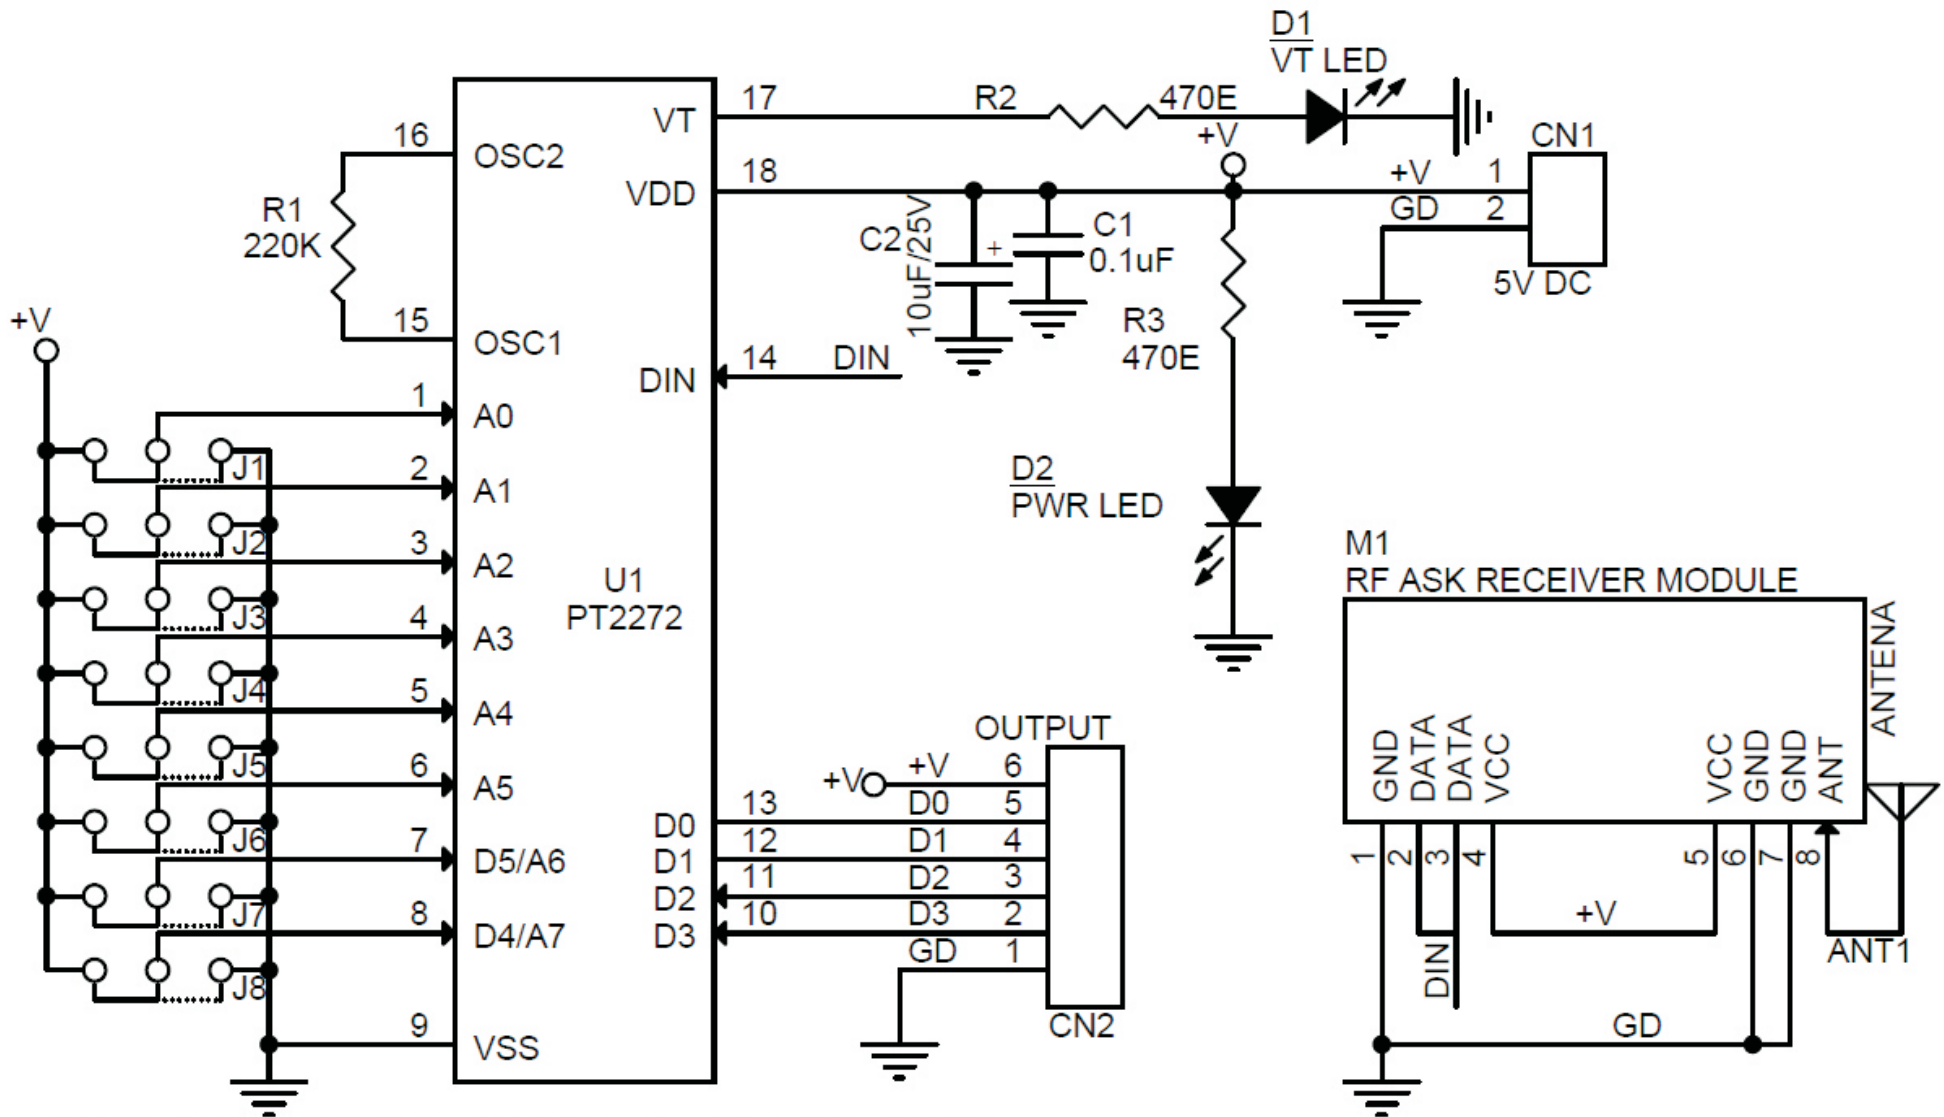 D1
VT LED
17
R2
470E
VT
16
+V
CN1
OSC2
18
+V
1
VDD
GD
2
R1
220K
C2
10uF/25V
+
C1
0.1uF
5V DC
15
+V
OSC1
R3
470E
14
DIN
DIN
1
A0
J1
2
A1
D2
PWR LED
J2
3
A2
M1
RF ASK RECEIVER MODULE
U1
PT2272
J3
4
A3
ANTENA
J4
5
A4
OUTPUT
GND
DATA
DATA
VCC
VCC
GND
GND
ANT
J5
6
A5
+V
+V
6
13
D0
5
D0
J6
12
D1
4
D1
7
D5/A6
1
2
3
4
5
6
7
8
11
D2
3
D2
J7
8
D4/A7
10
D3
2
D3
+V
GD
1
ANT1
DIN
J8
9
VSS
CN2
GD